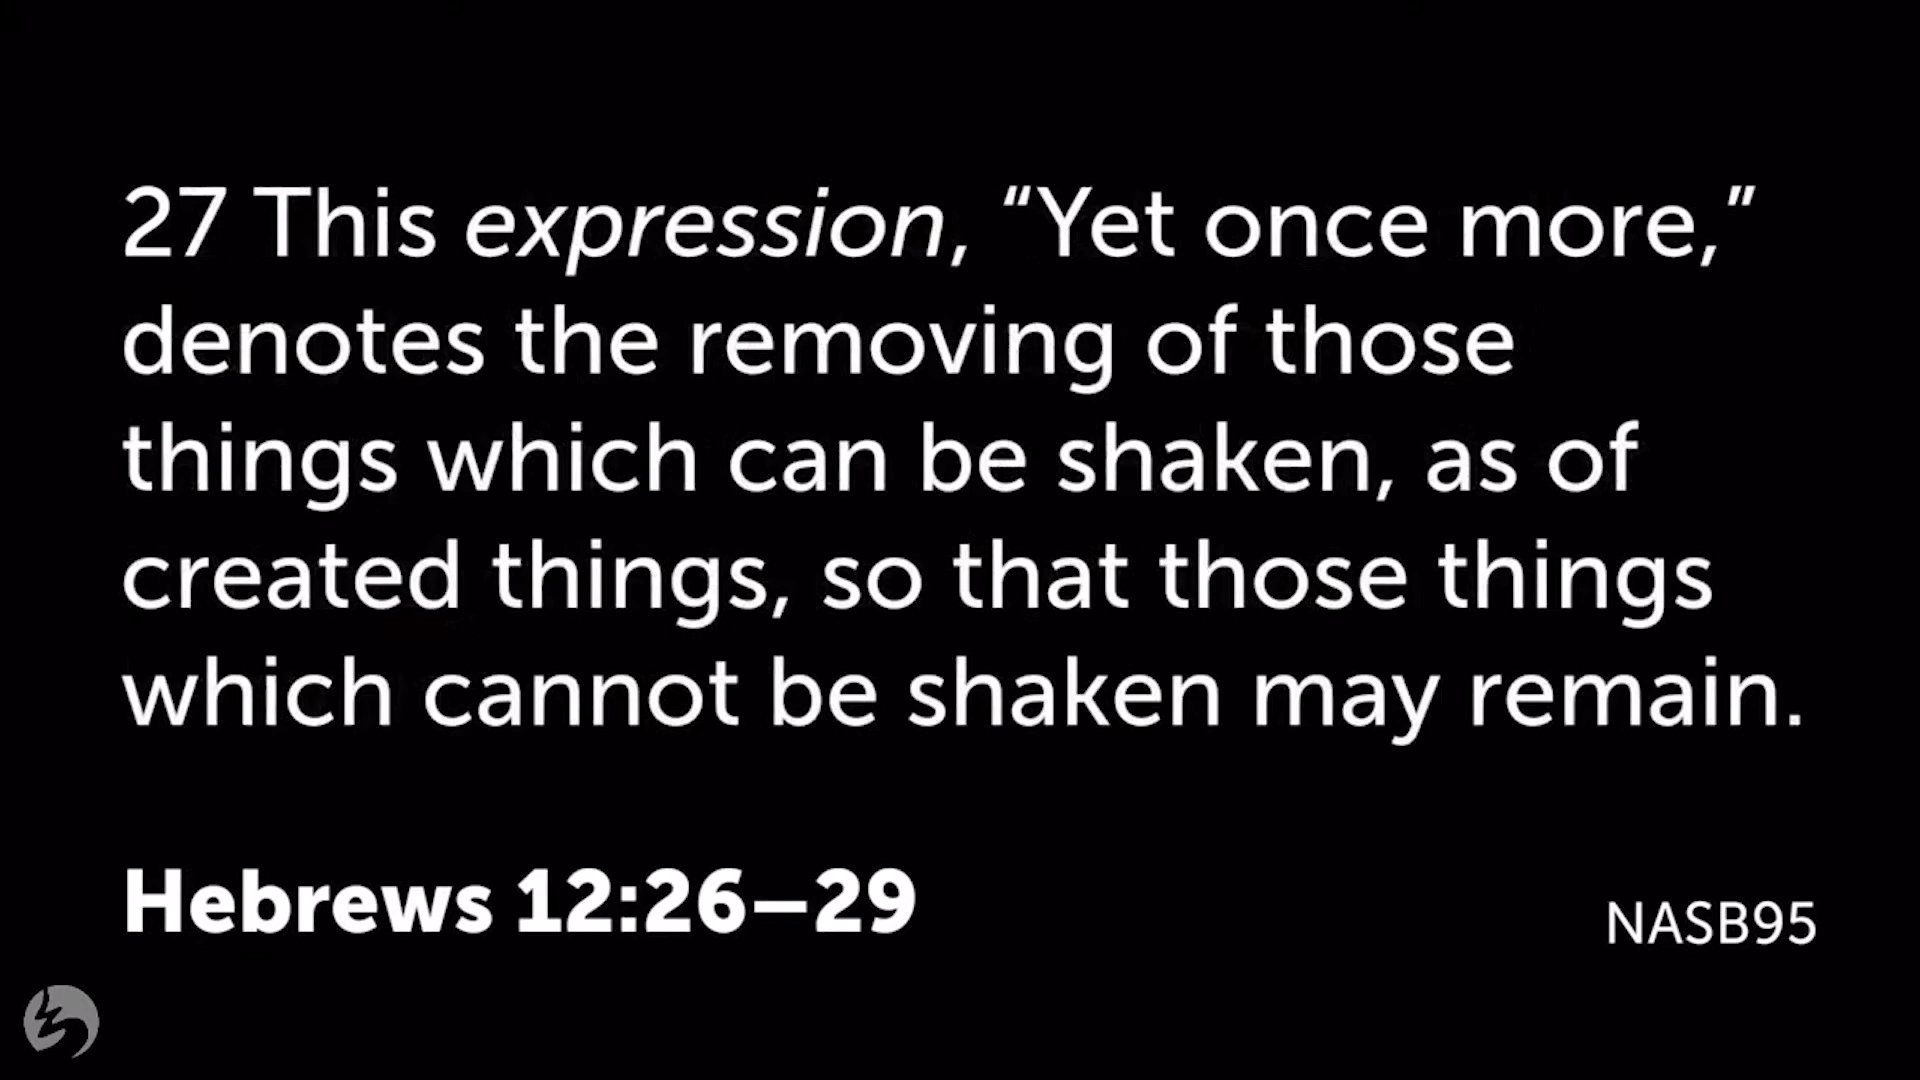 27 This expression, “Yet once more,”
denotes the removing of those
things which can be shaken, as of
created things, so that those things
which cannot be shaken may remain.
Hebrews 12:26–29
NASB95